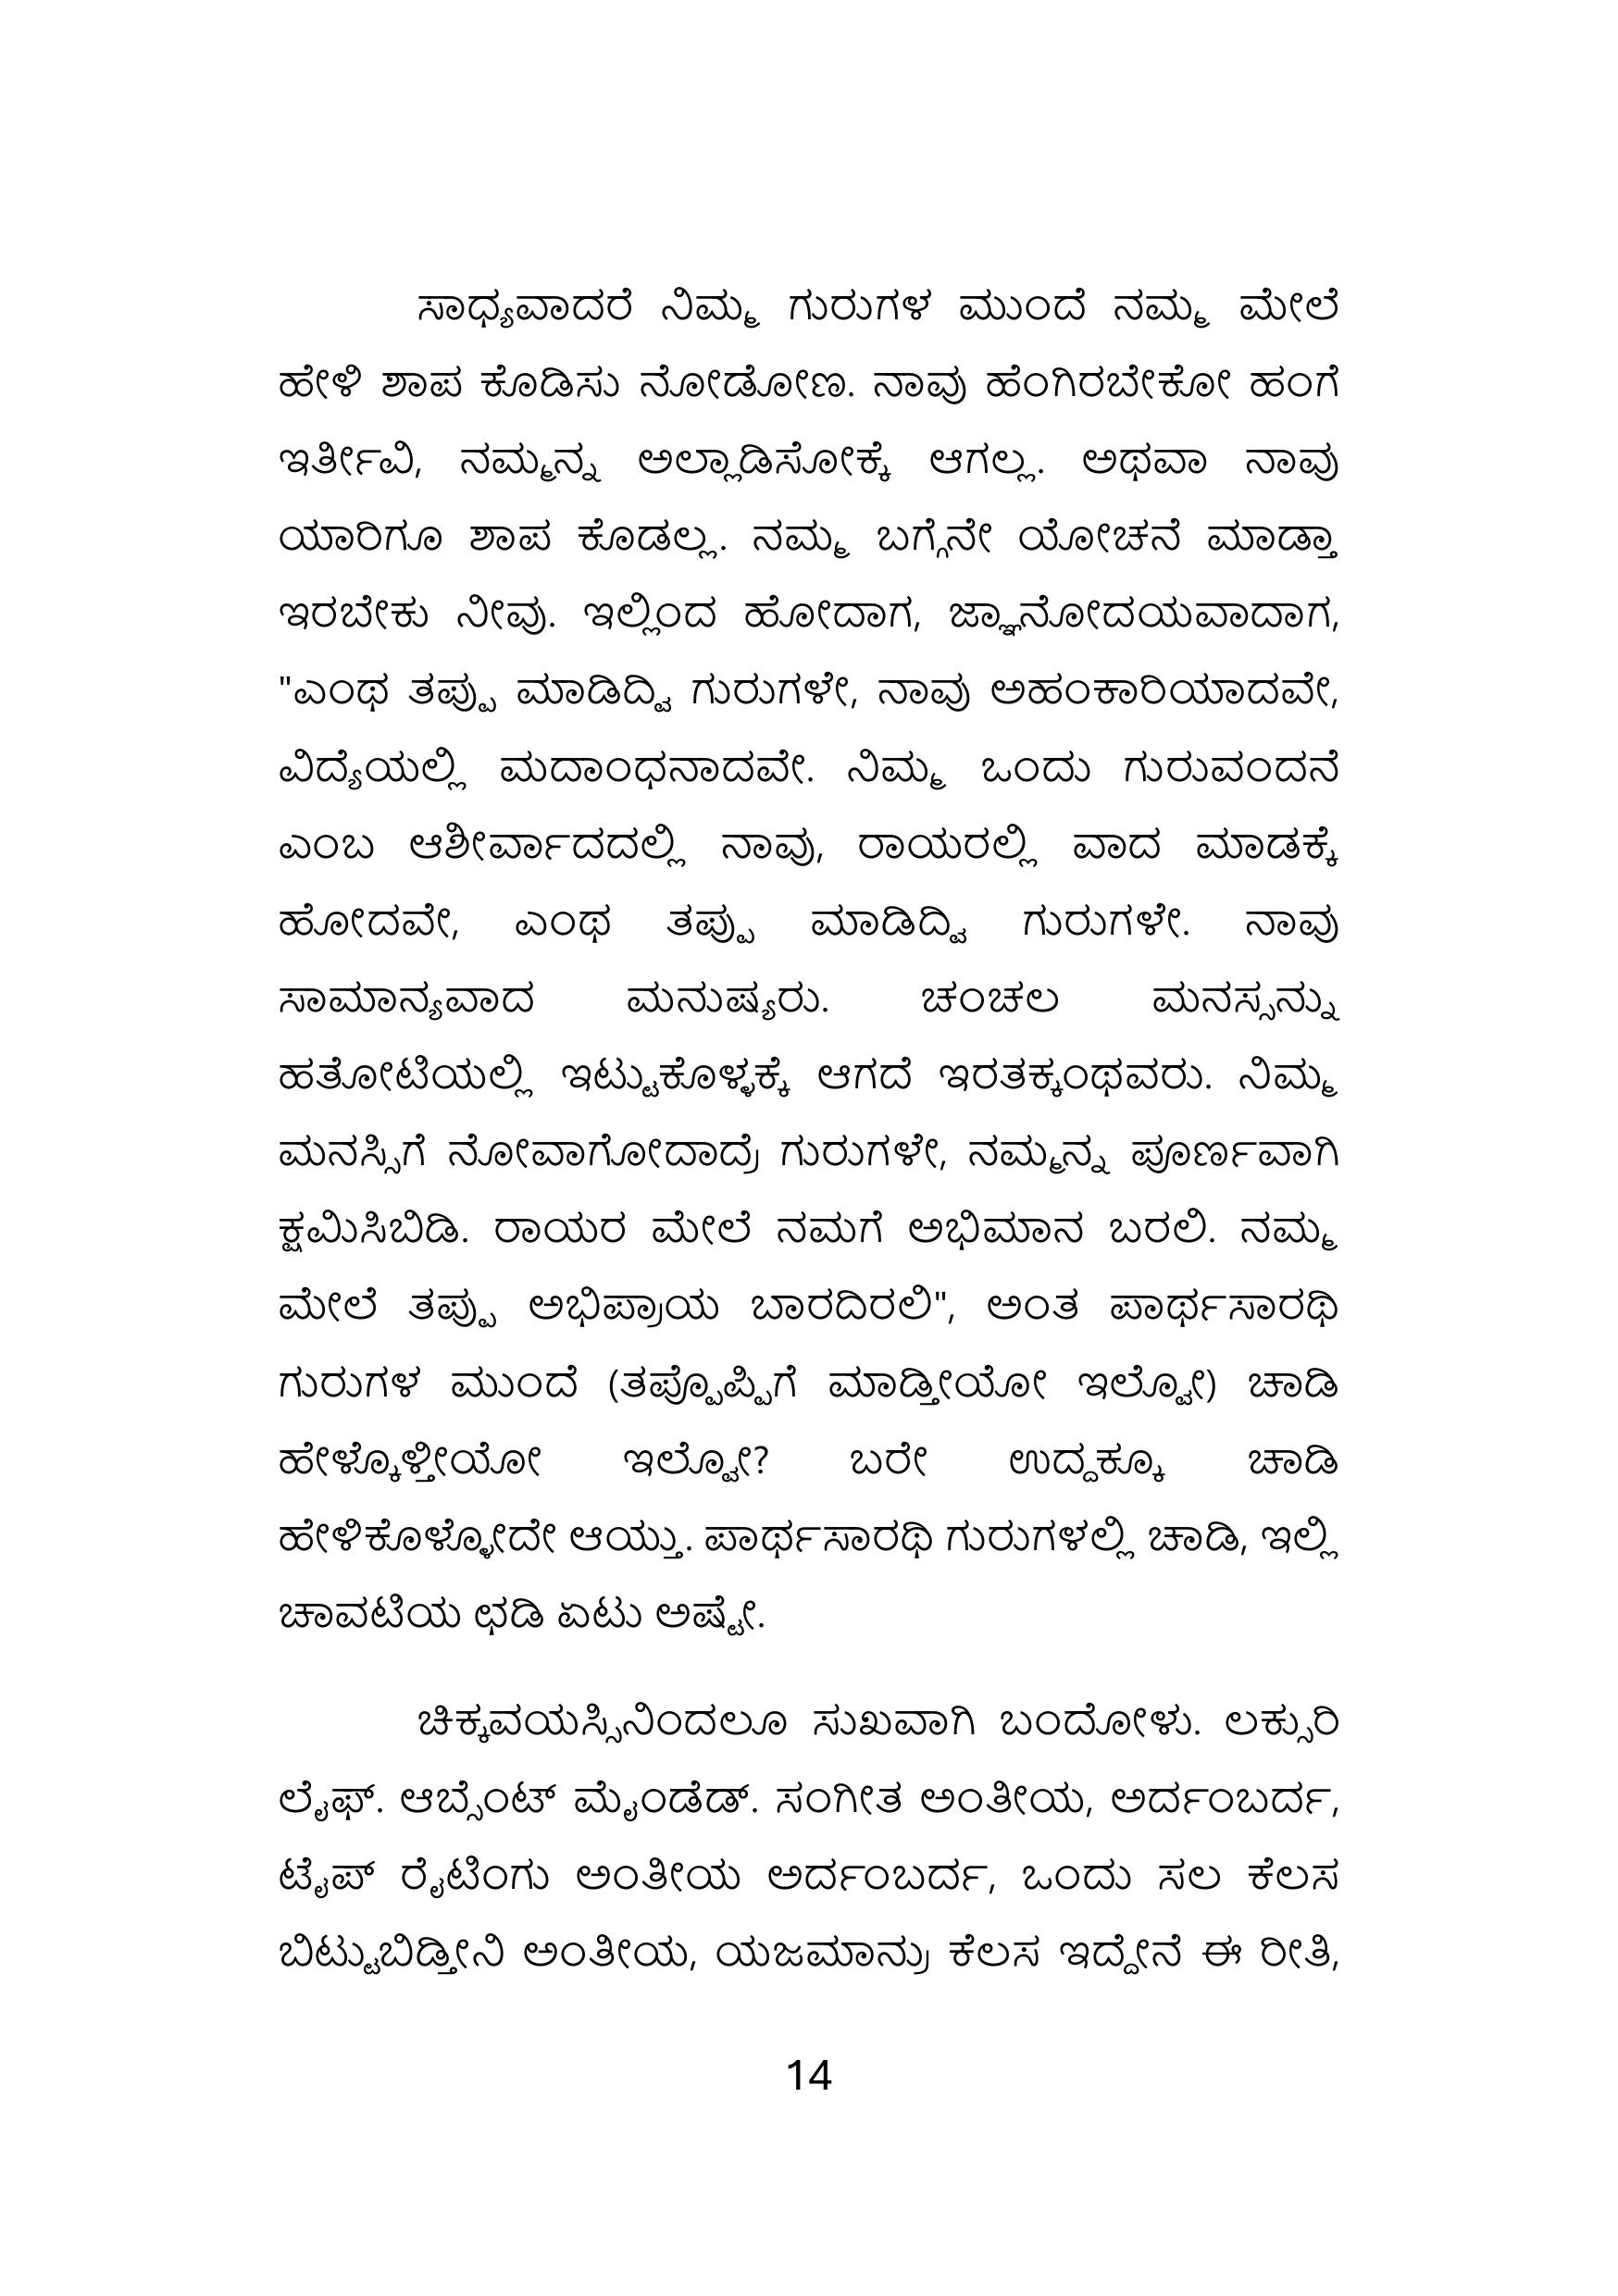 ಸಾಧ್ಯವಾದರೆ ನಿಮ್ಮ ಗುರುಗಳ ಮುಂದೆ ನಮ್ಮ ಮೇಲೆ
ಹೇಳಿ ಶಾಪ ಕೊಡಿಸು ನೋಡೋಣ. ನಾವು ಹೆಂಗಿರಬೇಕೋ ಹಂಗೆ
ಇರ್ತೀವಿ, ನಮ್ಮನ್ನ ಅಲ್ಲಾಡಿಸೋಕ್ಕೆ ಆಗಲ್ಲ. ಅಥವಾ ನಾವು
ಯಾರಿಗೂ ಶಾಪ ಕೊಡಲ್ಲ. ನಮ್ಮ ಬಗ್ಗೆನೇ ಯೋಚನೆ ಮಾಡ್ತಾ
ಇರಬೇಕು ನೀವು. ಇಲ್ಲಿಂದ ಹೋದಾಗ, ಜ್ಞಾನೋದಯವಾದಾಗ,
"ಎಂಥ ತಪ್ಪು ಮಾಡಿದ್ವಿ ಗುರುಗಳೇ, ನಾವು ಅಹಂಕಾರಿಯಾದವೇ,
ವಿದ್ಯೆಯಲ್ಲಿ ಮದಾಂಧನಾದವೇ. ನಿಮ್ಮ ಒಂದು ಗುರುವಂದನೆ
ಎಂಬ ಆಶೀರ್ವಾದದಲ್ಲಿ ನಾವು, ರಾಯರಲ್ಲಿ ವಾದ ಮಾಡಕ್ಕೆ
ಹೋದವೇ, ಎಂಥ ತಪ್ಪು ಮಾಡಿದ್ವಿ ಗುರುಗಳೇ. ನಾವು
ಸಾಮಾನ್ಯವಾದ ಮನುಷ್ಯರು. ಚಂಚಲ ಮನಸ್ಸನ್ನು
ಹತೋಟಿಯಲ್ಲಿ ಇಟ್ಟುಕೊಳ್ಳಕ್ಕೆ ಆಗದೆ ಇರತಕ್ಕಂಥವರು. ನಿಮ್ಮ
ಮನಸ್ಸಿಗೆ ನೋವಾಗೋದಾದ್ರೆ ಗುರುಗಳೇ, ನಮ್ಮನ್ನ ಪೂರ್ಣವಾಗಿ
ಕ್ಷಮಿಸಿಬಿಡಿ. ರಾಯರ ಮೇಲೆ ನಮಗೆ ಅಭಿಮಾನ ಬರಲಿ. ನಮ್ಮ
ಮೇಲೆ ತಪ್ಪು ಅಭಿಪ್ರಾಯ ಬಾರದಿರಲಿ", ಅಂತ ಪಾರ್ಥಸಾರಥಿ
ಗುರುಗಳ ಮುಂದೆ (ತಪ್ಪೊಪ್ಪಿಗೆ ಮಾಡ್ತೀಯೋ ಇಲ್ವೋ) ಚಾಡಿ
ಹೇಳ್ಕೊಳ್ತೀಯೋ ಇಲ್ವೋ? ಬರೇ ಉದ್ದಕ್ಕೂ ಚಾಡಿ
ಹೇಳಿಕೊಳ್ಳೋದೇ ಆಯ್ತು. ಪಾರ್ಥಸಾರಥಿ ಗುರುಗಳಲ್ಲಿ ಚಾಡಿ, ಇಲ್ಲಿ
ಚಾವಟಿಯ ಛಡಿ ಏಟು ಅಷ್ಟೇ.
ಚಿಕ್ಕವಯಸ್ಸಿನಿಂದಲೂ ಸುಖವಾಗಿ ಬಂದೋಳು. ಲಕ್ಸುರಿ
ಲೈಫ್. ಆಬ್ಸೆಂಟ್ ಮೈಂಡೆಡ್. ಸಂಗೀತ ಅಂತೀಯ, ಅರ್ದಂಬರ್ದ,
ಟೈಪ್ ರೈಟಿಂಗು ಅಂತೀಯ ಅರ್ದಂಬರ್ದ, ಒಂದು ಸಲ ಕೆಲಸ
ಬಿಟ್ಟುಬಿಡ್ತೀನಿ ಅಂತೀಯ, ಯಜಮಾನ್ರು ಕೆಲಸ ಇದ್ದೇನೆ ಈ ರೀತಿ,
14